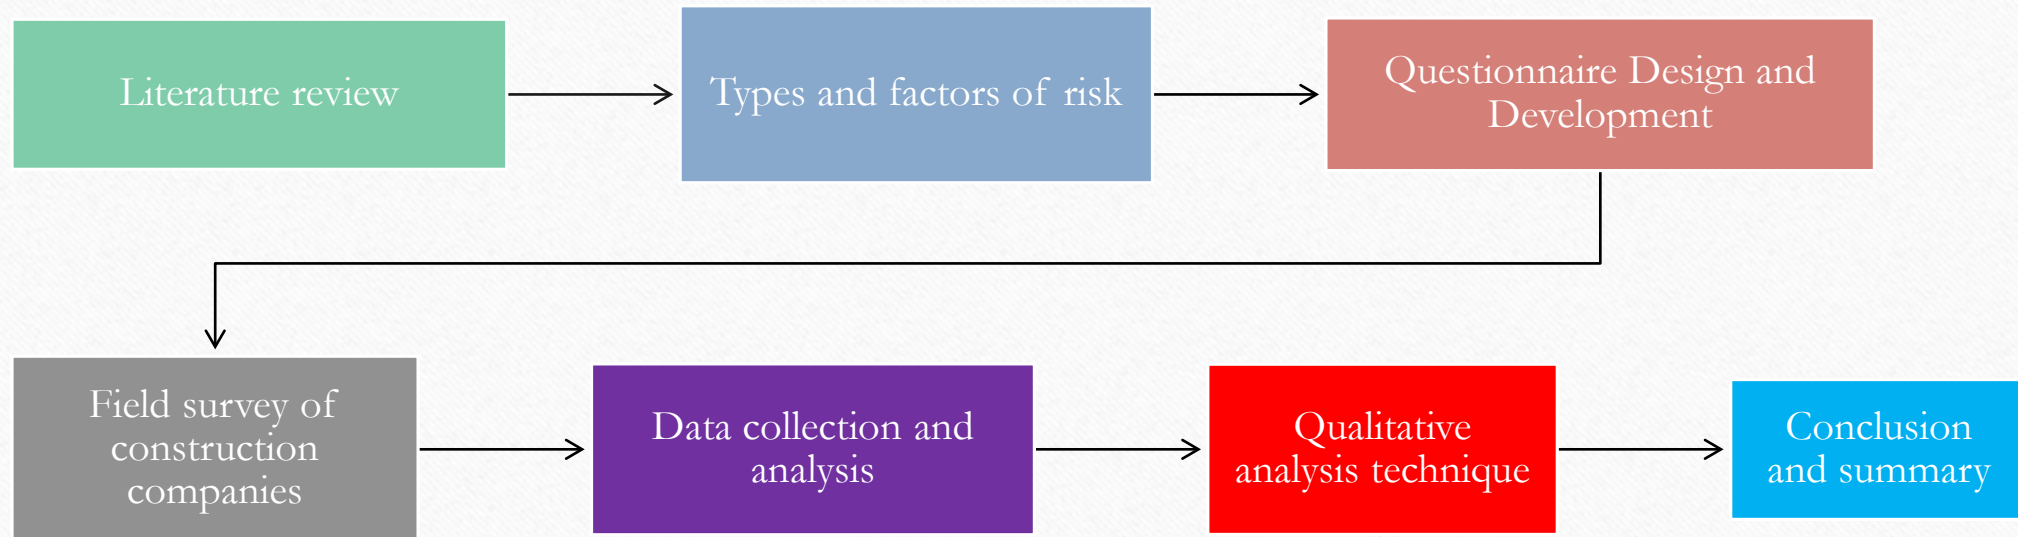 Literature review
Types and factors of risk
Questionnaire Design and
Development
Field survey of
construction
companies
Data collection and
analysis
Qualitative
analysis technique
Conclusion
and summary